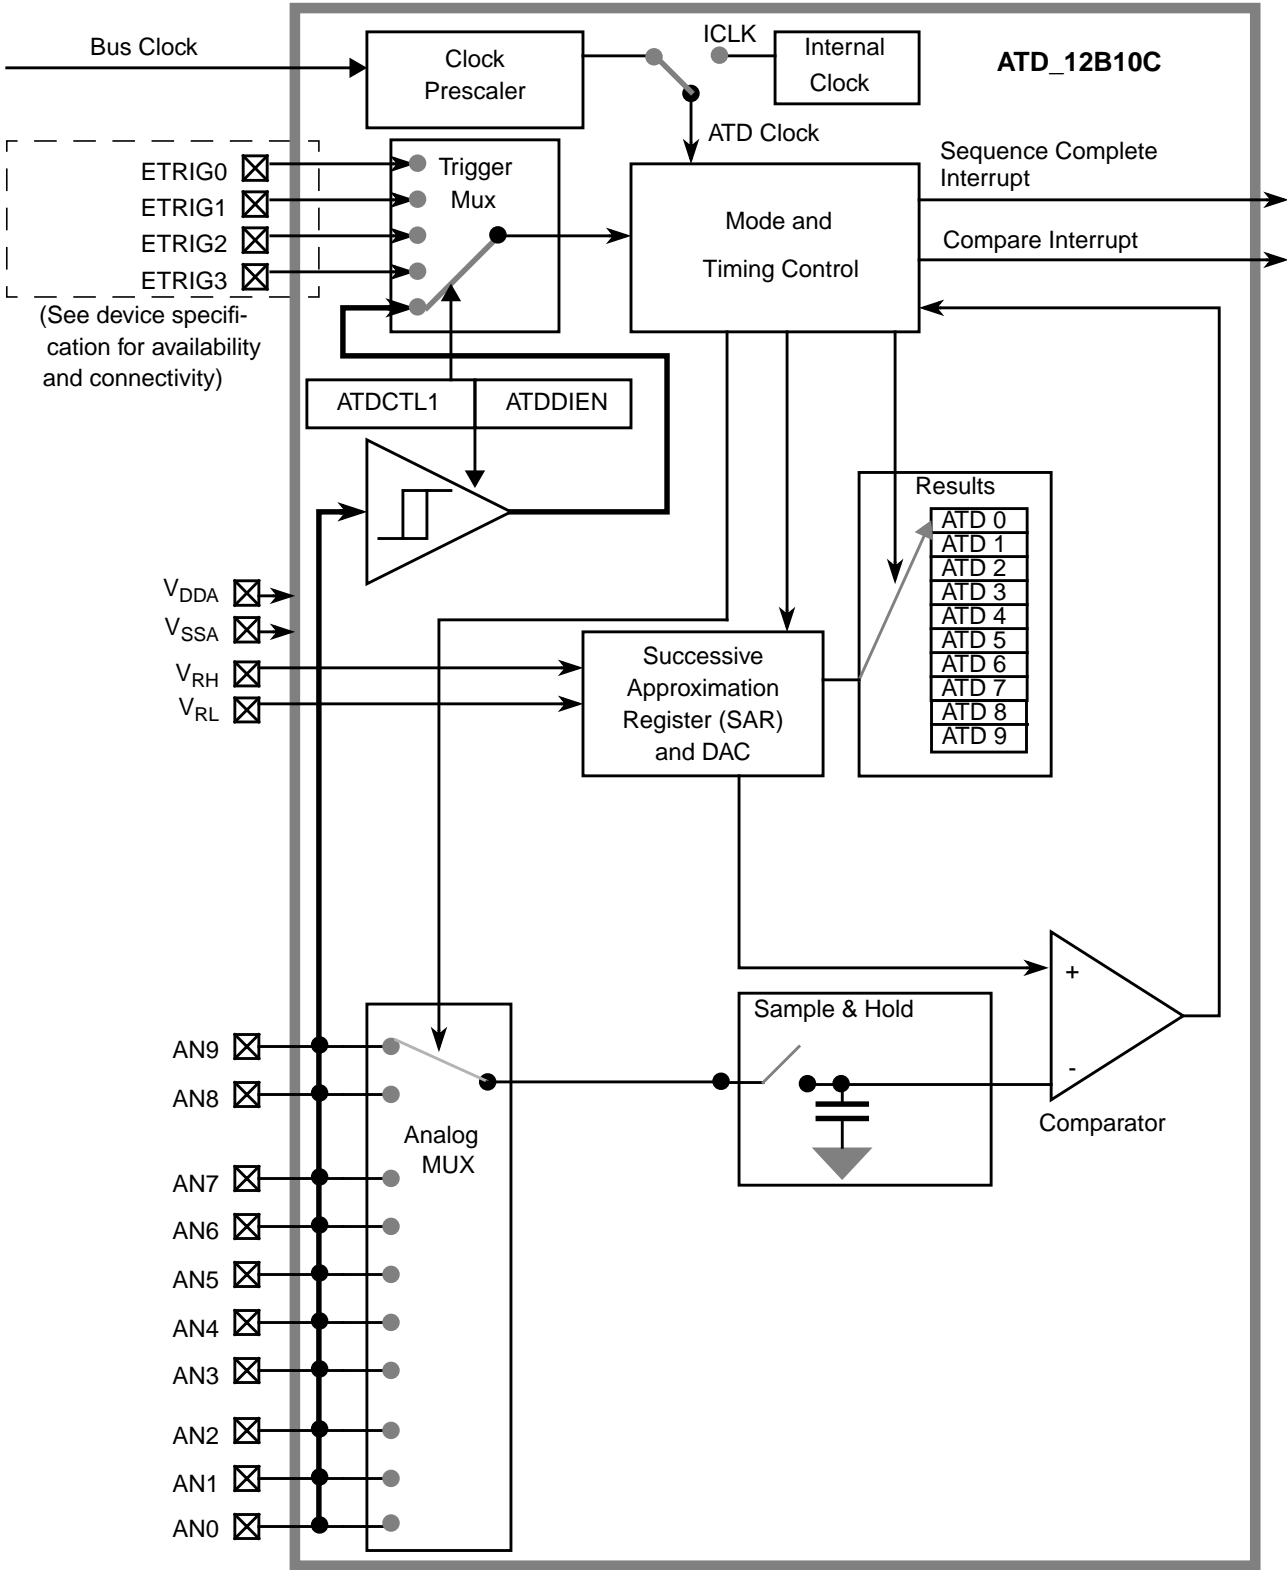 Bus Clock
Clock
Prescaler
ICLK
Internal
Clock
ATD_12B10C
ATD Clock
ETRIG0
ETRIG1
ETRIG2
ETRIG3
(See device specifi-
cation for availability
and connectivity)
Trigger
Mux
Mode and
Timing Control
Sequence Complete
Interrupt
Compare Interrupt
ATDCTL1
ATDDIEN
Results
ATD 0
ATD 1
ATD 2
ATD 3
ATD 4
ATD 5
ATD 6
ATD 7
ATD 8
ATD 9
VDDA
VSSA
VRH
VRL
Successive
Approximation
Register (SAR)
and DAC
Sample & Hold
+
-
Comparator
Analog
MUX
AN9
AN8
AN7
AN6
AN5
AN4
AN3
AN2
AN1
AN0